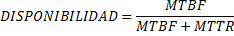 DISPONIBILIDAD = MTBF / MTBF + MTTR